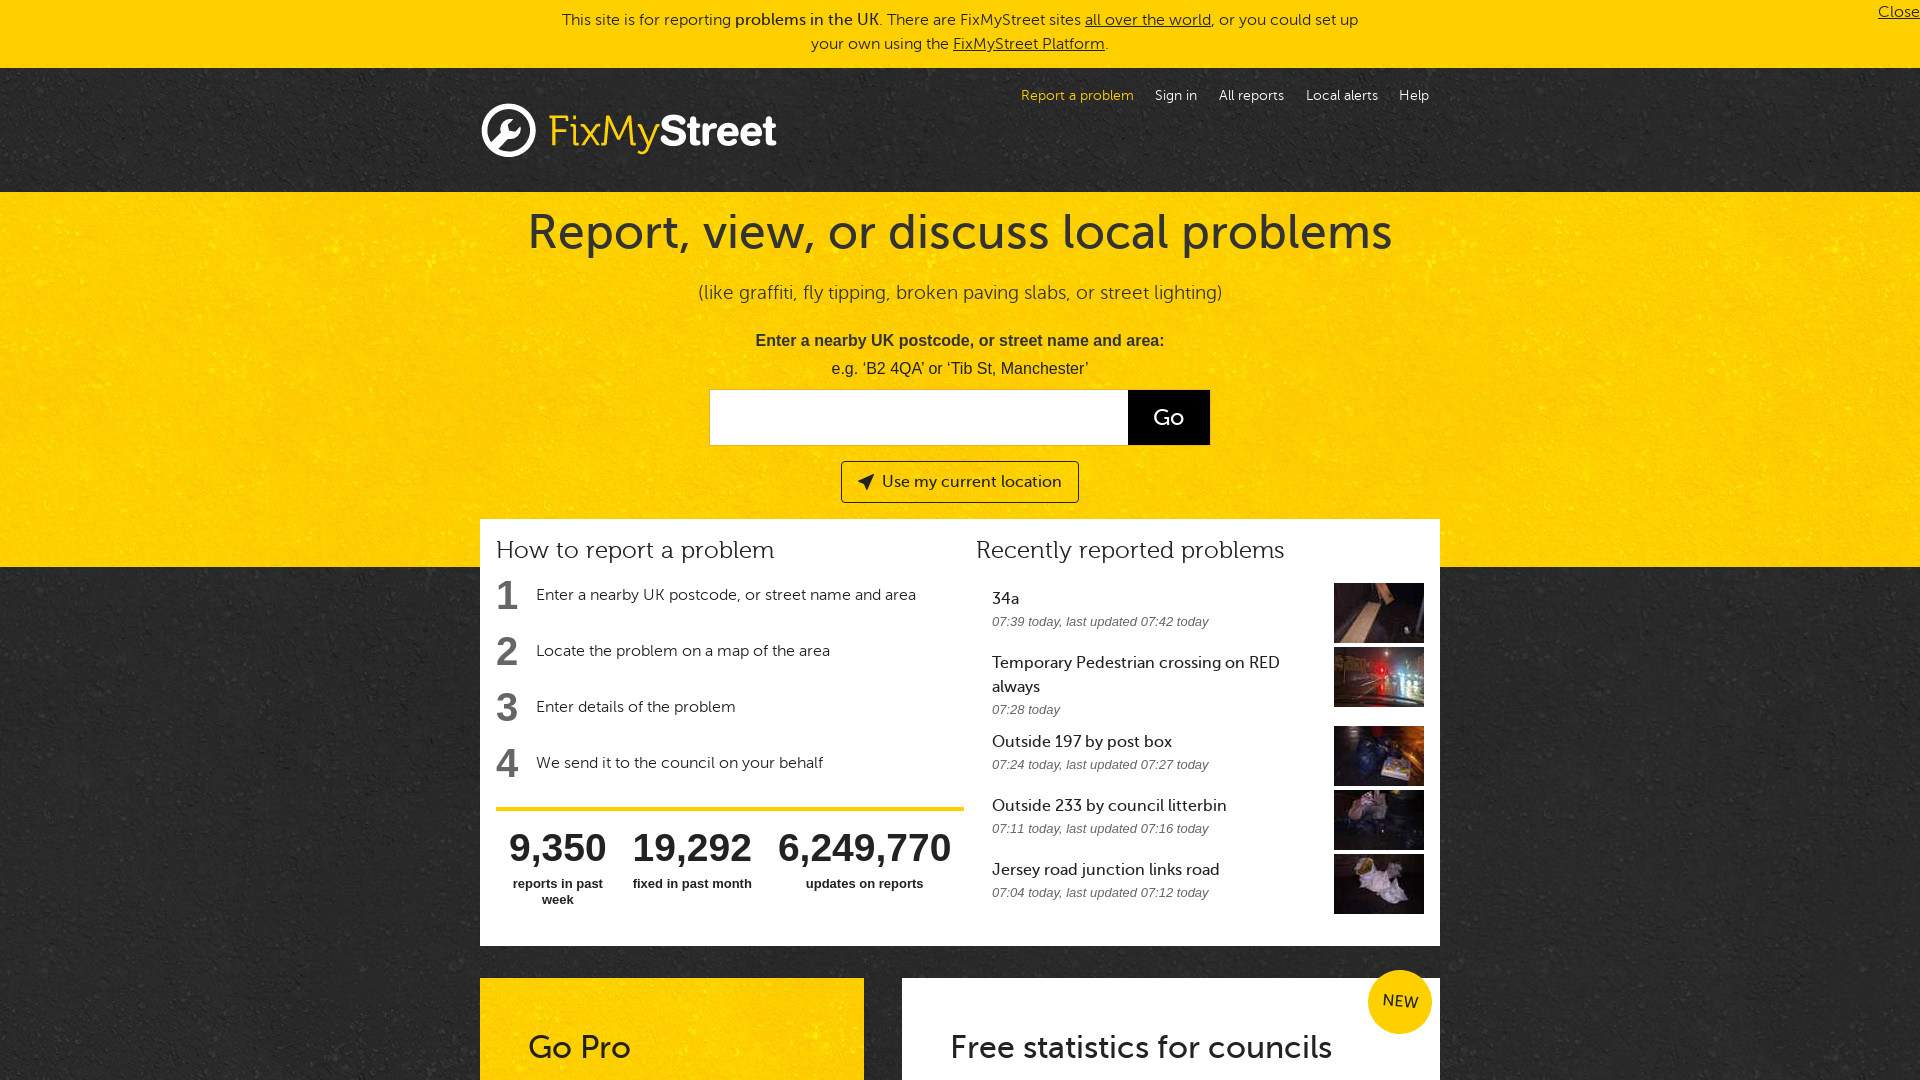 This site is for reporting problems in the UK. There are FixMyStreet sites all over the world, or you could set up
your own using the FixMyStreet Platform.
Close
Report a problem
Sign in
All reports
Local alerts
Help
FixMyStreet
Report, view, or discuss local problems
(like graffiti, fly tipping, broken paving slabs, or street lighting)
Enter a nearby UK postcode, or street name and area:
e.g. ‘B2 4QA’ or ‘Tib St, Manchester’
Go
Use my current location
How to report a problem
1 Enter a nearby UK postcode, or street name and area
2 Locate the problem on a map of the area
3 Enter details of the problem
4 We send it to the council on your behalf
9,350
reports in past
week
19,292
fixed in past month
6,249,770
updates on reports
Recently reported problems
34a
07:39 today, last updated 07:42 today
Temporary Pedestrian crossing on RED
always
07:28 today
Outside 197 by post box
07:24 today, last updated 07:27 today
Outside 233 by council litterbin
07:11 today, last updated 07:16 today
Jersey road junction links road
07:04 today, last updated 07:12 today
Go Pro
NEW
Free statistics for councils